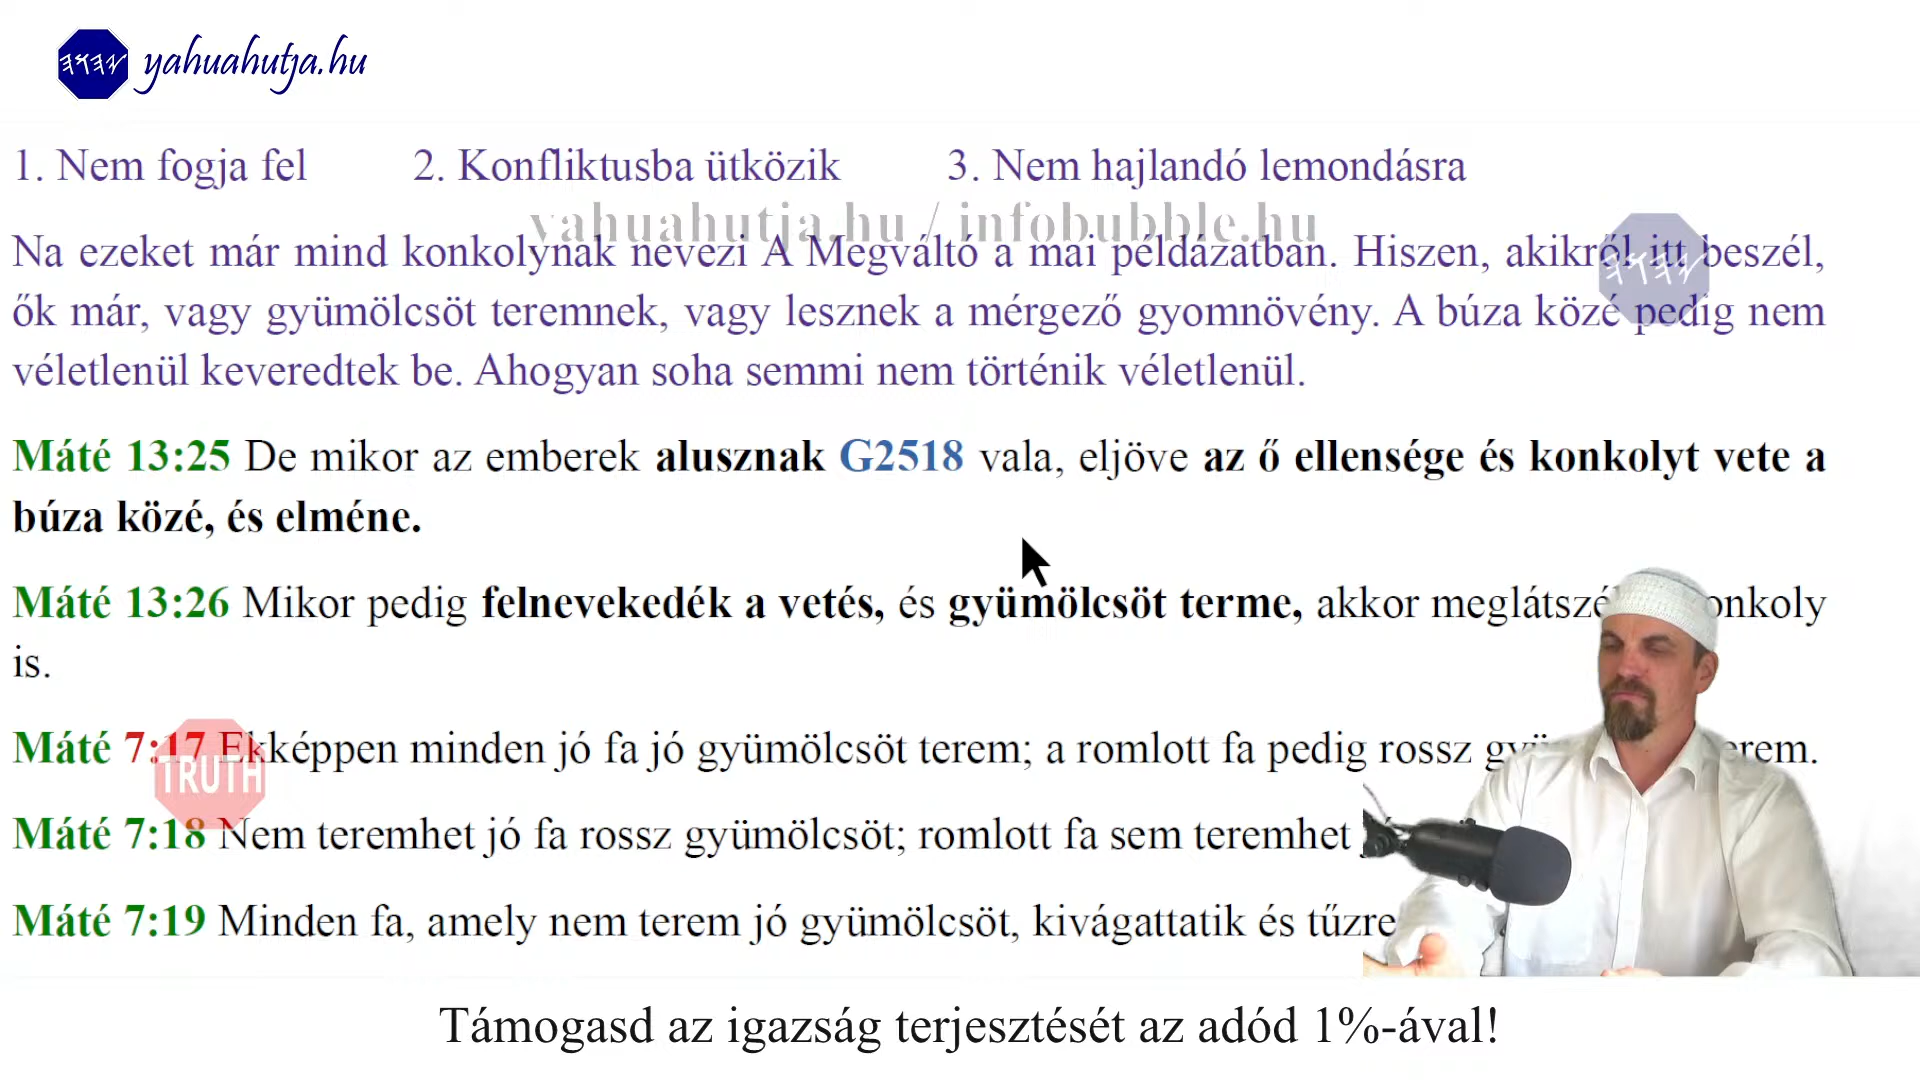 yahuahutja.hu
1. Nem fogja fel 2. Konfliktusba ütközik 3. Nem hajlandó lemondásra
yahuahutja.hu / infobubble.hu
Na ezeket már mind konkolynak nevezi A Megváltó a mai példázatban. Hiszen, akikről itt beszél,
ők már, vagy gyümölcsöt teremnek, vagy lesznek a mérgező gyomnövény. A búza közé pedig nem
véletlenül keveredtek be. Ahogyan soha semmi nem történik véletlenül.
Máté 13:25 De mikor az emberek alusznak G2518 vala, eljöve az ő ellensége és konkolyt vete a
búza közé, és elméne.
Máté 13:26 Mikor pedig felnevekedék a vetés, és gyümölcsöt terme, akkor onkoly
is.
Máté 7:17 Ekképpen minden jó fa jó gyümölcsöt terem; a romlott fa pedig rossz erem.
TRUTH
Máté 7:18 Nem teremhet jó fa rossz gyümölcsöt; romlott fa sem teremhet
Máté 7:19 Minden fa, amely nem terem jó gyümölcsöt, kivágattatik és tűzre
Támogasd az igazság terjesztését az adód 1%-ával!